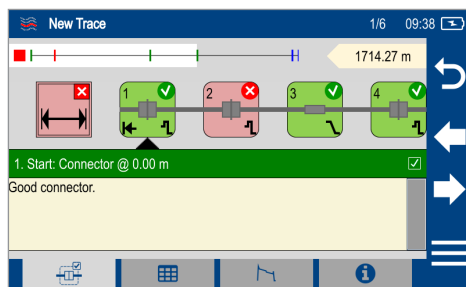 New Trace 1/6 09:38
1714.27 m
1 2 3 4
1. Start: Connector @ 0.00 m
Good connector.